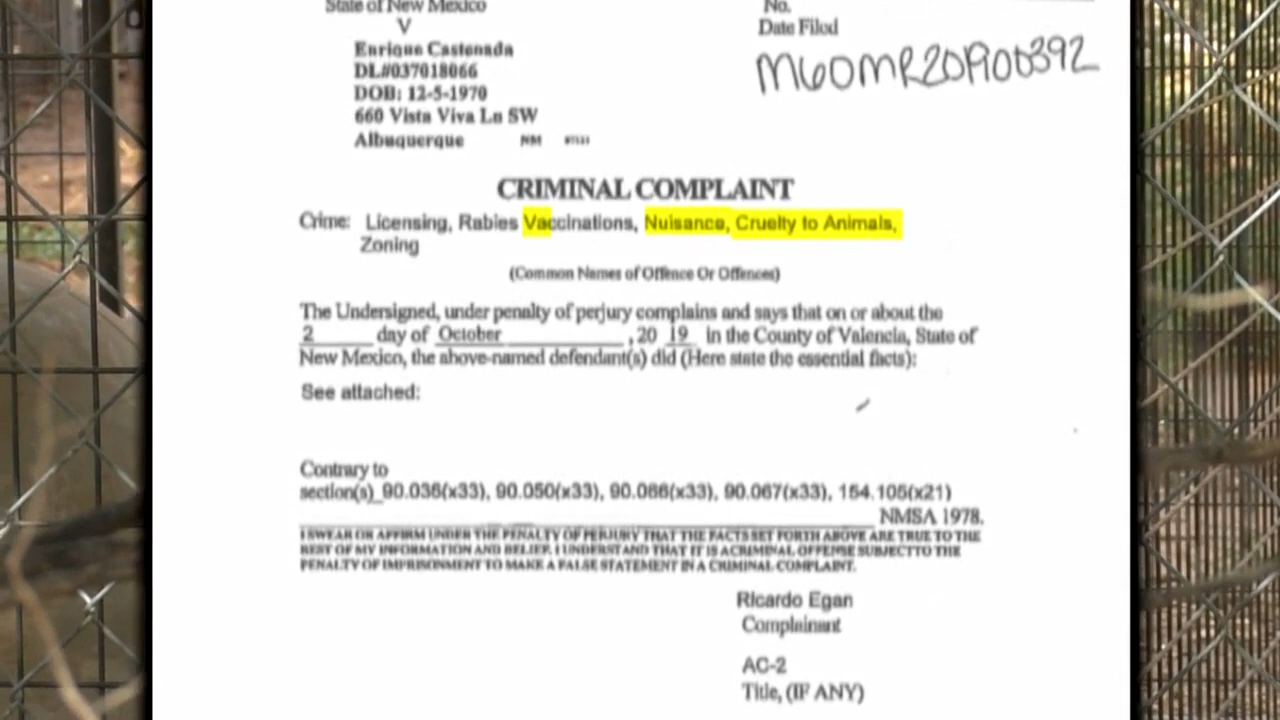 State of New Mexico
No.
V
Date Filed
Enrique Castenada
DL#037018066
M60MR201900392
DOB: 12-5-1970
660 Vista Viva Ln SW
Albuquerque NM
CRIMINAL COMPLAINT
Crime: Licensing, Rabies Vaccinations, Nuisance, Cruelty to Animals,
Zoning
(Common Names of Offence Or Offences)
The Undersigned, under penalty of perjury complains and says that on or about the
2 day of October , 20 19 in the County of Valencia, State of
New Mexico, the above-named defendant(s) did (Here state the essential facts):
See attached:
Contrary to
section(s) 90.036(x33), 90.050(x33), 90.066(x33), 90.067(x33), 154.105(x21)
NMSA 1978.
I SWEAR OR AFFIRM UNDER THE PENALTY OF PERJURY THAT THE FACTS SET FORTH ABOVE ARE TRUE TO THE
BEST OF MY INFORMATION AND BELIEF. I UNDERSTAND THAT IT IS A CRIMINAL OFFENSE SUBJECT TO THE
PENALTY OF IMPRISONMENT TO MAKE A FALSE STATEMENT IN A CRIMINAL COMPLAINT.
Ricardo Egan
Complainant
AC-2
Title, (IF ANY)